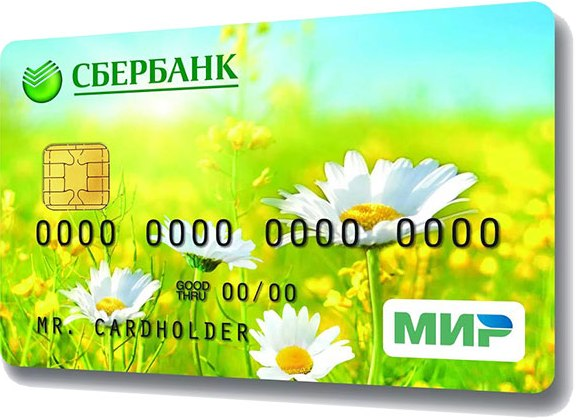 СБЕРБАНК
0000 0000 0000 0000
GOOD
THRU 00/00
MR. CARDHOLDER
МИР